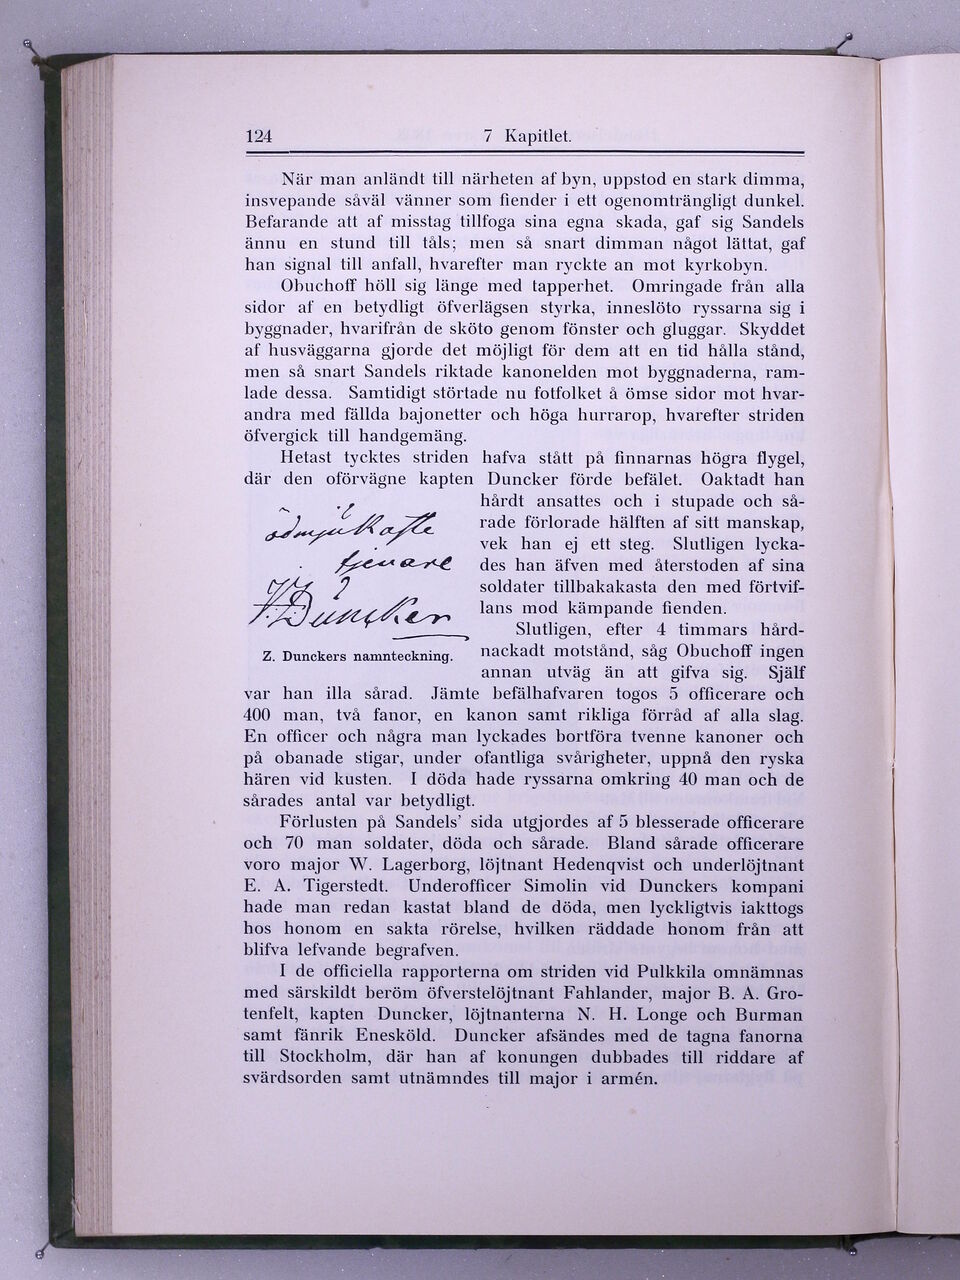 124
7 Kapitlet.
När man anländt till närheten af byn, uppstod en stark dimma,
insvepande såväl vänner som fiender i ett ogenomträngligt dunkel.
Befarande att af misstag tillfoga sina egna skada, gaf sig Sandels
ännu en stund till tåls; men så snart dimman något lättat, gaf
han signal till anfall, hvarefter man ryckte an mot kyrkobyn.
Obuchoff höll sig länge med tapperhet. Omringade från alla
sidor af en betydligt öfverlägsen styrka, inneslöto ryssarna sig i
byggnader, hvarifrån de sköto genom fönster och gluggar. Skyddet
af husväggarna gjorde det möjligt för dem att en tid hålla stånd,
men så snart Sandels riktade kanonelden mot byggnaderna, ram-
lade dessa. Samtidigt störtade nu fotfolket å ömse sidor mot hvar-
andra med fällda bajonetter och höga hurrarop, hvarefter striden
öfvergick till handgemäng.
Hetast tycktes striden hafva stått på finnarnas högra flygel,
där den oförvägne kapten Duncker förde befälet. Oaktadt han
hårdt ansattes och i stupade och så-
rade förlorade hälften af sitt manskap,
vek han ej ett steg. Slutligen lycka-
des han äfven med återstoden af sina
soldater tillbakakasta den med förtvif-
lans mod kämpande fienden.
ödmjukaste
tjenare
Z. Duncker
Z. Dunckers namnteckning.
Slutligen, efter 4 timmars hård-
nackadt motstånd, såg Obuchoff ingen
annan utväg än att gifva sig. Själf
var han illa sårad. Jämte befälhafvaren togos 5 officerare och
400 man, två fanor, en kanon samt rikliga förråd af alla slag.
En officer och några man lyckades bortföra tvenne kanoner och
på obanade stigar, under ofantliga svårigheter, uppnå den ryska
hären vid kusten. I döda hade ryssarna omkring 40 man och de
sårades antal var betydligt.
Förlusten på Sandels' sida utgjordes af 5 blesserade officerare
och 70 man soldater, döda och sårade. Bland sårade officerare
voro major W. Lagerborg, löjtnant Hedenqvist och underlöjtnant
E. A. Tigerstedt. Underofficer Simolin vid Dunckers kompani
hade man redan kastat bland de döda, men lyckligtvis iakttogs
hos honom en sakta rörelse, hvilken räddade honom från att
blifva lefvande begrafven.
I de officiella rapporterna om striden vid Pulkkila omnämnas
med särskildt beröm öfverstelöjtnant Fahlander, major B. A. Gro-
tenfelt, kapten Duncker, löjtnanterna N. H. Longe och Burman
samt fänrik Enesköld. Duncker afsändes med de tagna fanorna
till Stockholm, där han af konungen dubbades till riddare af
svärdsorden samt utnämndes till major i armén.